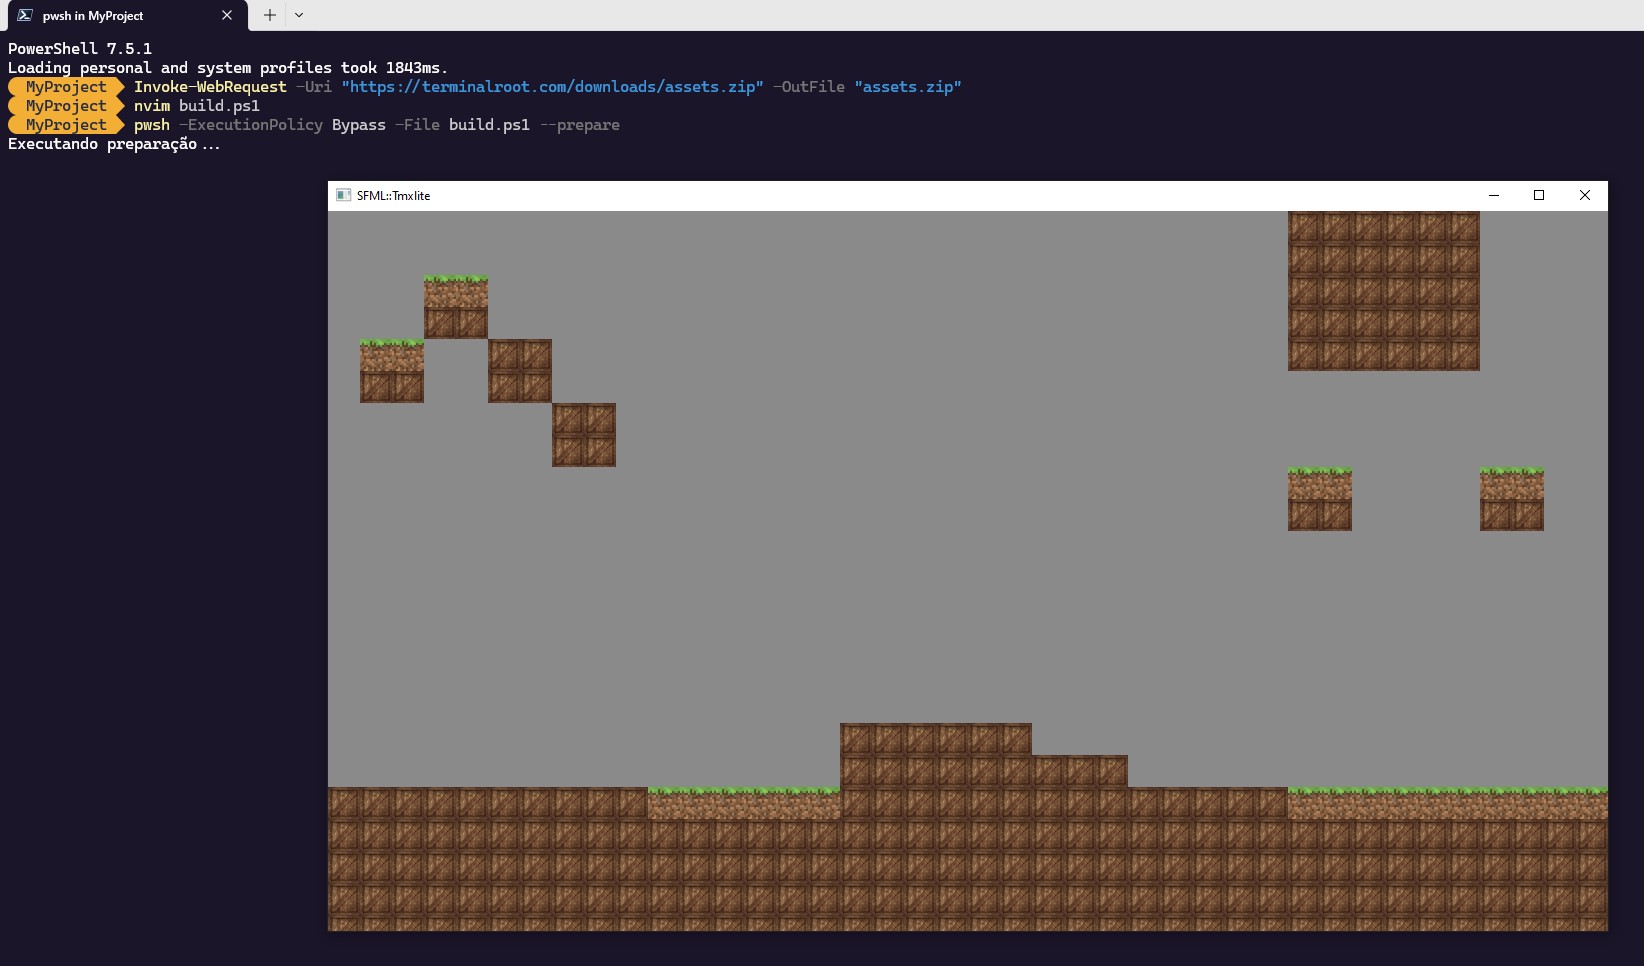 pwsh in MyProject
PowerShell 7.5.1
Loading personal and system profiles took 1843ms.
MyProject Invoke-WebRequest -Uri "https://terminalroot.com/downloads/assets.zip" -OutFile "assets.zip"
MyProject nvim build.ps1
MyProject pwsh -ExecutionPolicy Bypass -File build.ps1 --prepare
Executando preparação...
SFML::Tmxlite